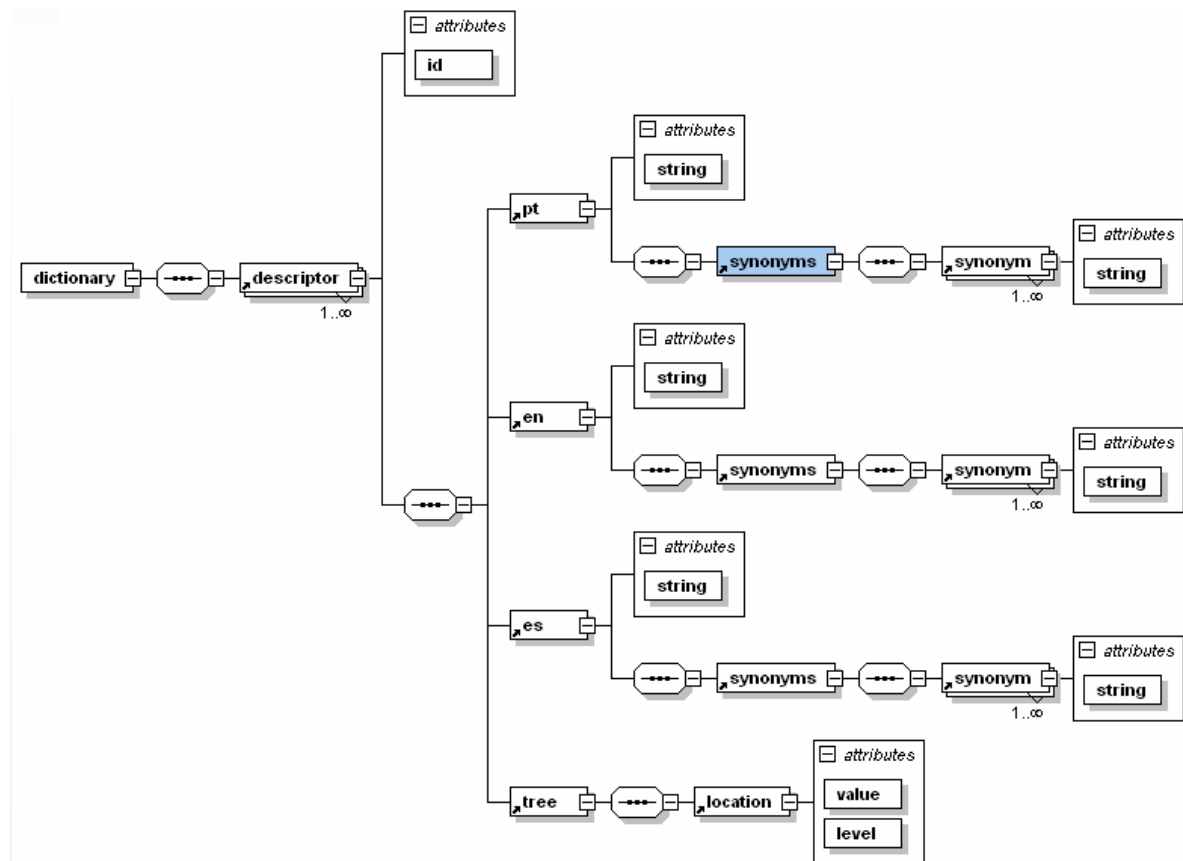 attributes
id
attributes
string
pt
attributes
synonyms
synonym
string
dictionary
descriptor
1..∞
1..∞
attributes
string
en
attributes
synonyms
synonym
string
1..∞
attributes
string
es
attributes
synonyms
synonym
string
1..∞
attributes
tree
location
value
level